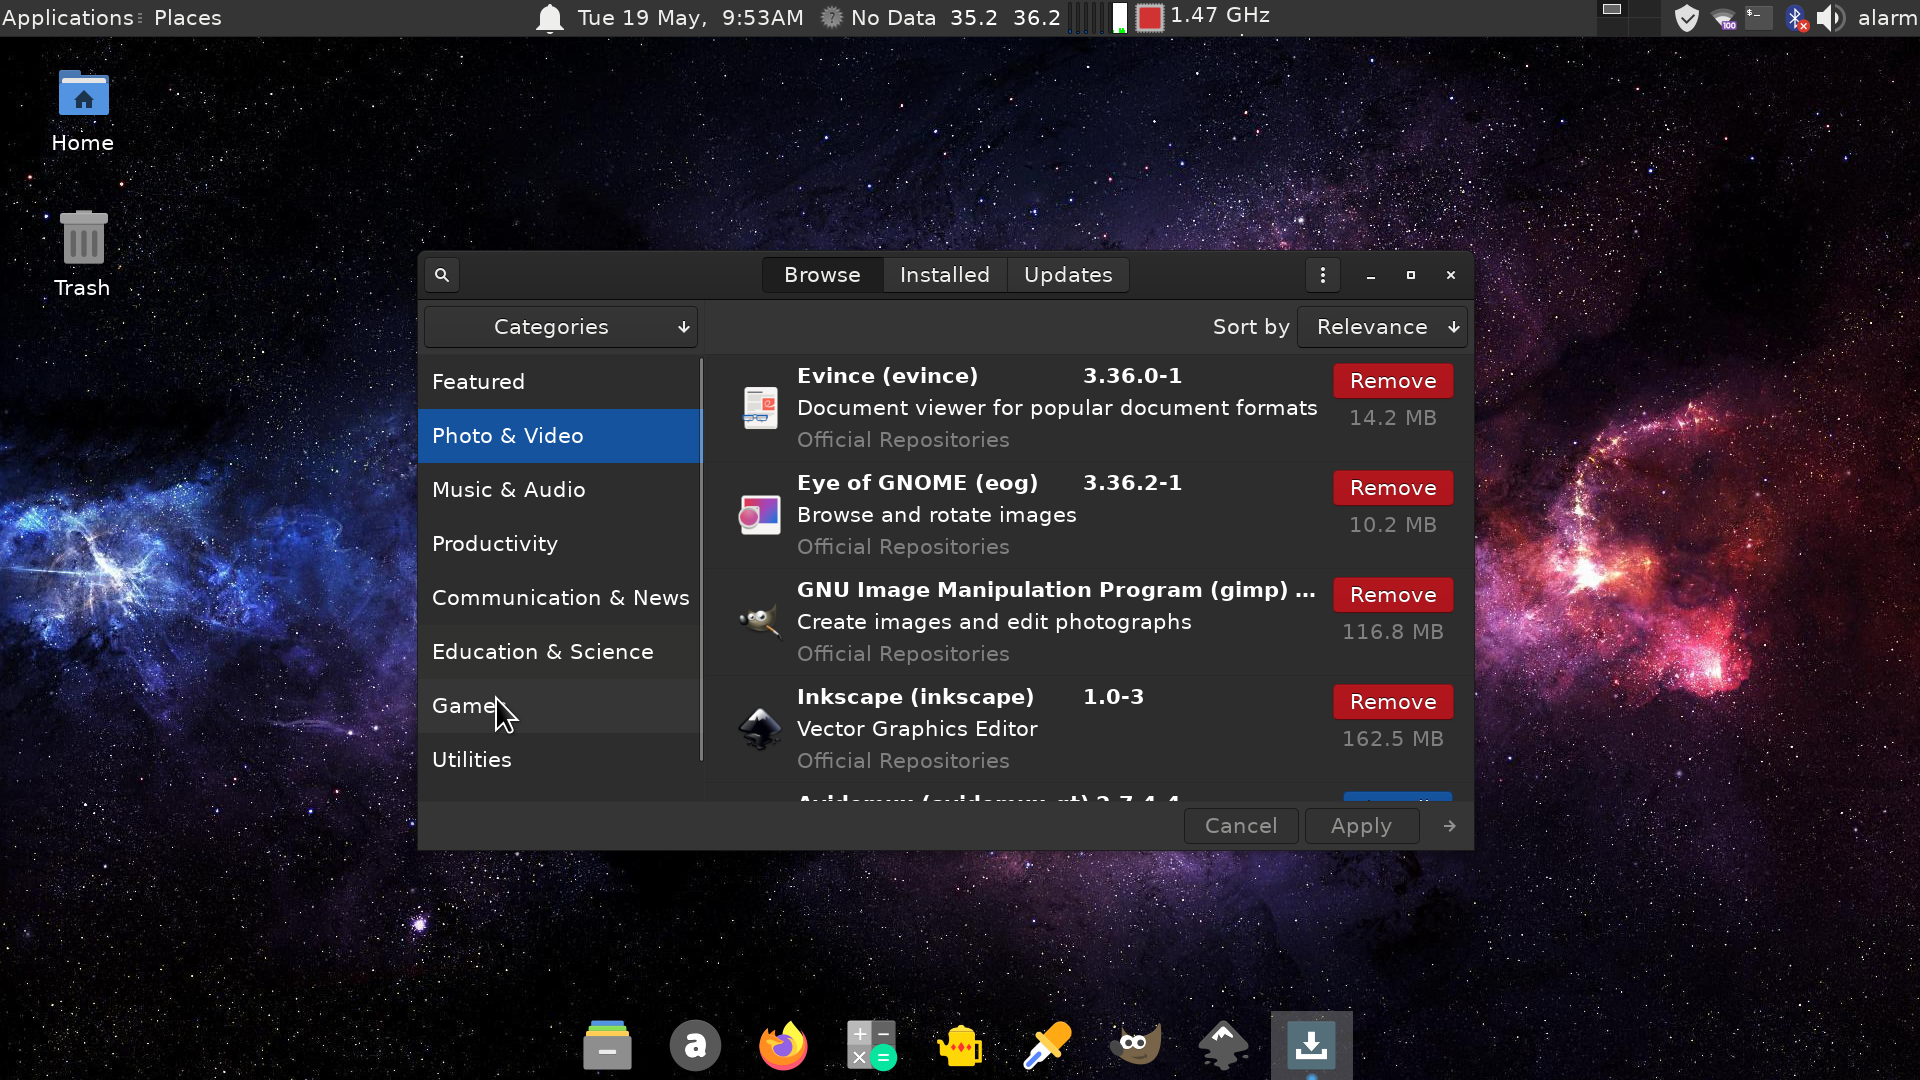 Applications Places
Tue 19 May, 9:53AM No Data 35.2 36.2 1.47 GHz
100 alarm
Home
Trash
Browse Installed Updates
Categories
Sort by Relevance
Featured
Photo & Video
Music & Audio
Productivity
Communication & News
Education & Science
Game
Utilities
Evince (evince) 3.36.0-1 Remove
Document viewer for popular document formats 14.2 MB
Official Repositories
Eye of GNOME (eog) 3.36.2-1 Remove
Browse and rotate images 10.2 MB
Official Repositories
GNU Image Manipulation Program (gimp) ... Remove
Create images and edit photographs 116.8 MB
Official Repositories
Inkscape (inkscape) 1.0-3 Remove
Vector Graphics Editor 162.5 MB
Official Repositories
Cancel Apply
a